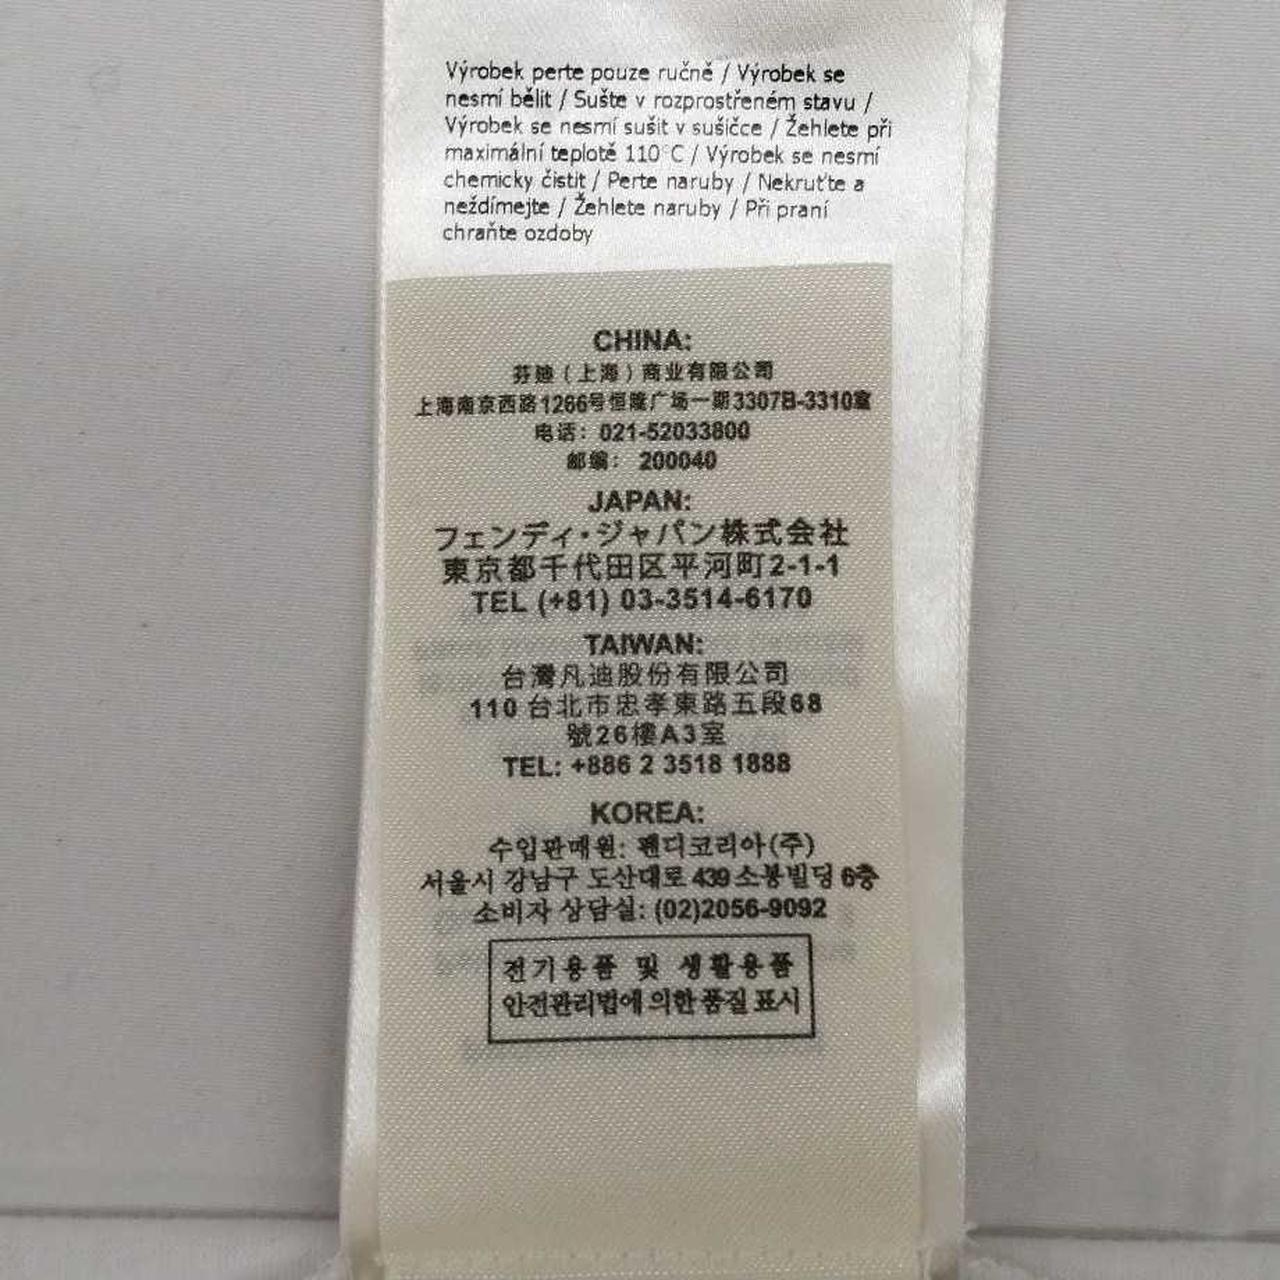 Výrobek perte pouze ručně / Výrobek se
nesmí bělit / Sušte v rozprostřeném stavu /
Výrobek se nesmí sušit v sušičce / Žehlete při
maximální teplotě 110°C / Výrobek se nesmí
chemicky čistit / Perte naruby / Nekruťte a
neždímejte / Žehlete naruby / Při praní
chraňte ozdoby
CHINA:
芬迪（上海）商业有限公司
上海南京西路1266号恒隆广场一期3307B-3310室
电话：021-52033800
邮编： 200040
JAPAN:
フェンディ・ジャパン株式会社
東京都千代田区平河町2-1-1
TEL (+81) 03-3514-6170
TAIWAN:
台灣凡迪股份有限公司
110 台北市忠孝東路五段68
號26樓A3室
TEL: +886 2 3518 1888
KOREA:
수입판매원: 펜디코리아(주)
서울시 강남구 도산대로 439 소봉빌딩 6층
소비자 상담실: (02)2056-9092
전기용품 및 생활용품
안전관리법에 의한 품질 표시